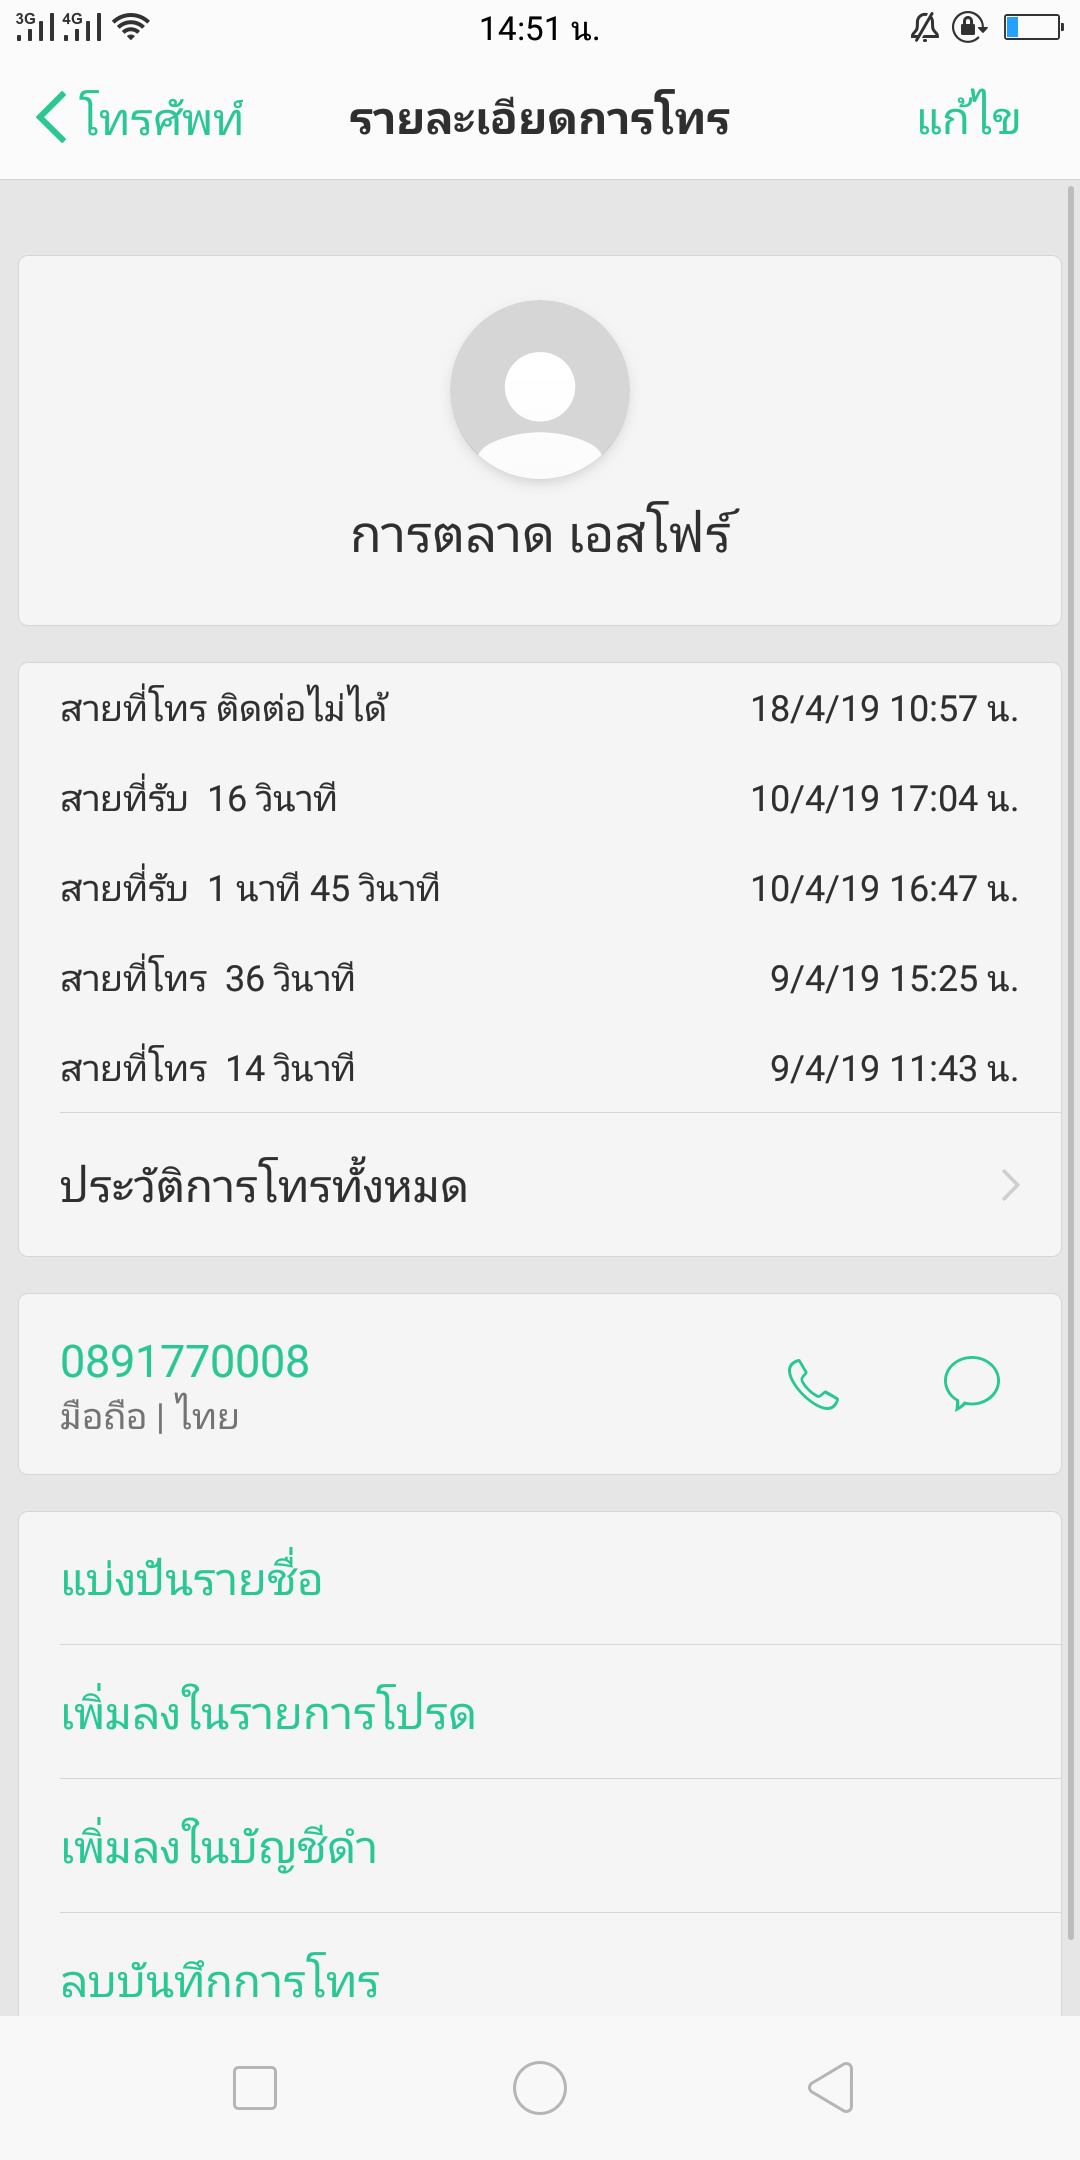 3G 4G 14:51 น.
โทรศัพท์ รายละเอียดการโทร แก้ไข
การตลาด เอสโฟร์
สายที่โทร ติดต่อไม่ได้ 18/4/19 10:57 น.
สายที่รับ 16 วินาที 10/4/19 17:04 น.
สายที่รับ 1 นาที 45 วินาที 10/4/19 16:47 น.
สายที่โทร 36 วินาที 9/4/19 15:25 น.
สายที่โทร 14 วินาที 9/4/19 11:43 น.
ประวัติการโทรทั้งหมด
0891770008
มือถือ | ไทย
แบ่งปันรายชื่อ
เพิ่มลงในรายการโปรด
เพิ่มลงในบัญชีดำ
ลบบันทึกการโทร